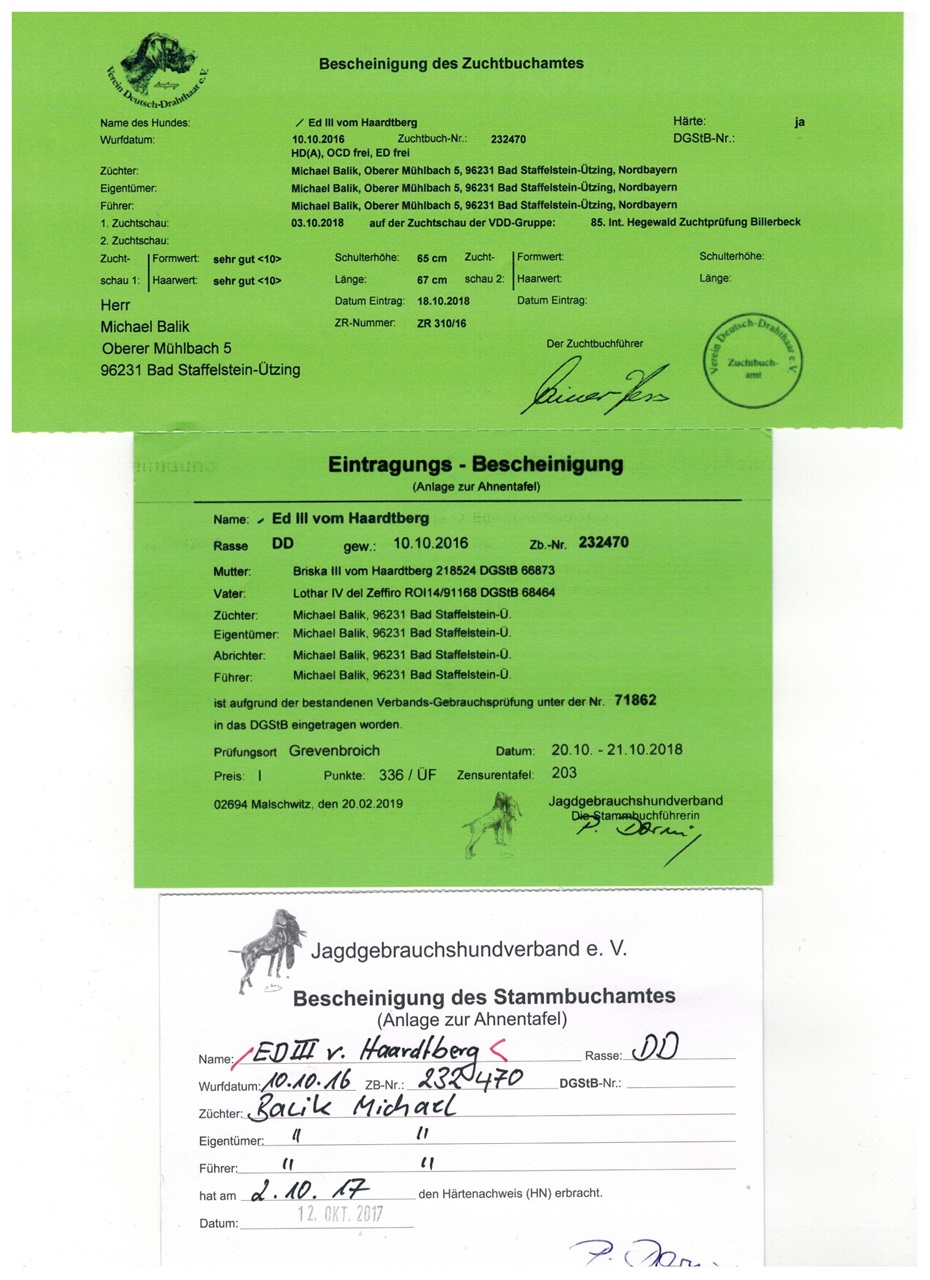 Verein Deutsch-Drahthaar e.V.
Bescheinigung des Zuchtbuchamtes
Name des Hundes: / Ed III vom Haardtberg Härte: ja
Wurfdatum: 10.10.2016 Zuchtbuch-Nr.: 232470 DGStB-Nr.:
HD(A), OCD frei, ED frei
Züchter: Michael Balik, Oberer Mühlbach 5, 96231 Bad Staffelstein-Ützing, Nordbayern
Eigentümer: Michael Balik, Oberer Mühlbach 5, 96231 Bad Staffelstein-Ützing, Nordbayern
Führer: Michael Balik, Oberer Mühlbach 5, 96231 Bad Staffelstein-Ützing, Nordbayern
1. Zuchtschau: 03.10.2018 auf der Zuchtschau der VDD-Gruppe: 85. Int. Hegewald Zuchtprüfung Billerbeck
2. Zuchtschau:
Zucht- Formwert: sehr gut <10> Schulterhöhe: 65 cm Zucht- Formwert: Schulterhöhe:
schau 1: Haarwert: sehr gut <10> Länge: 67 cm schau 2: Haarwert: Länge:
Datum Eintrag: 18.10.2018 Datum Eintrag:
ZR-Nummer: ZR 310/16
Herr
Michael Balik
Oberer Mühlbach 5
96231 Bad Staffelstein-Ützing
Der Zuchtbuchführer
Verein Deutsch-Drahthaar e.V.
Zuchtbuch-
amt
Eintragungs - Bescheinigung
(Anlage zur Ahnentafel)
Name: Ed III vom Haardtberg
Rasse DD gew.: 10.10.2016 Zb.-Nr. 232470
Mutter: Briska III vom Haardtberg 218524 DGStB 66873
Vater: Lothar IV del Zeffiro ROI14/91168 DGStB 68464
Züchter: Michael Balik, 96231 Bad Staffelstein-Ü.
Eigentümer: Michael Balik, 96231 Bad Staffelstein-Ü.
Abrichter: Michael Balik, 96231 Bad Staffelstein-Ü.
Führer: Michael Balik, 96231 Bad Staffelstein-Ü.
ist aufgrund der bestandenen Verbands-Gebrauchsprüfung unter der Nr. 71862
in das DGStB eingetragen worden.
Prüfungsort Grevenbroich Datum: 20.10. - 21.10.2018
Preis: I Punkte: 336 / ÜF Zensurentafel: 203
02694 Malschwitz, den 20.02.2019 Jagdgebrauchshundverband
Die Stammbuchführerin
Jagdgebrauchshundverband e. V.
Bescheinigung des Stammbuchamtes
(Anlage zur Ahnentafel)
Name: ED III v. Haardtberg Rasse: DD
Wurfdatum: 10.10.16 ZB-Nr.: 232 470 DGStB-Nr.:
Züchter: Balik Michael
Eigentümer: " "
Führer: " "
hat am 2.10.17 den Härtenachweis (HN) erbracht.
Datum: 12. OKT. 2017